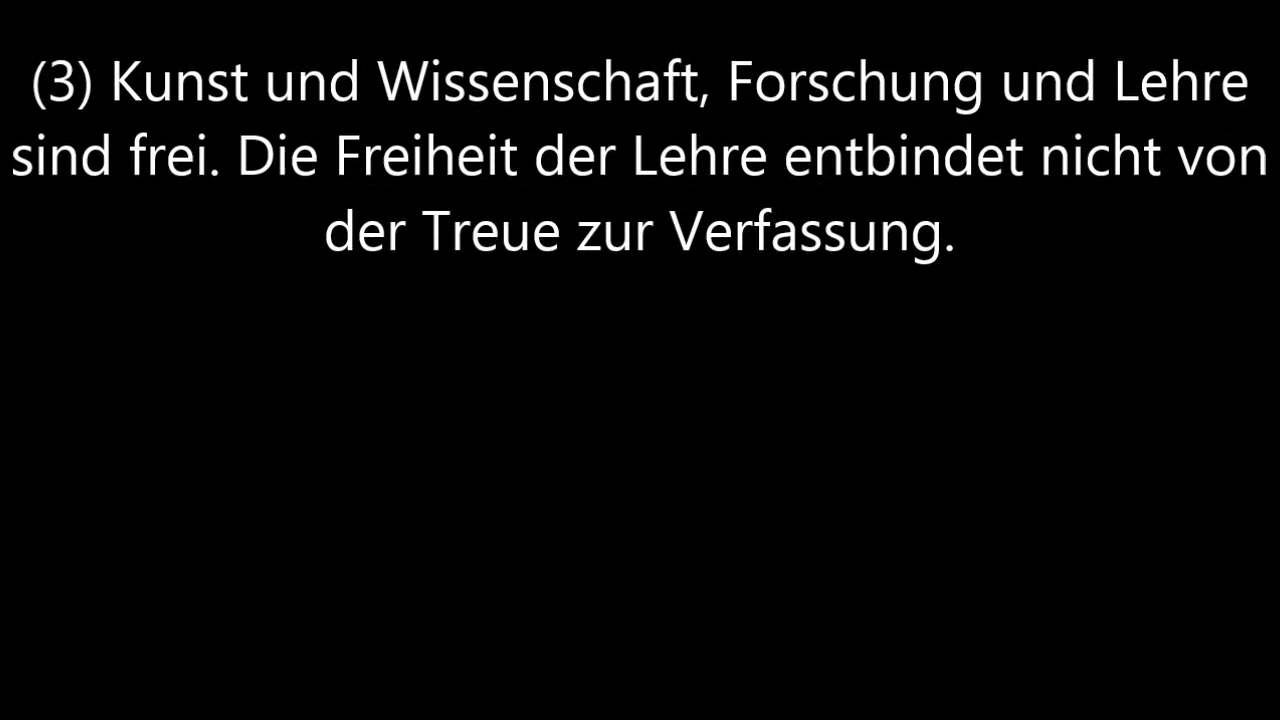 (3) Kunst und Wissenschaft, Forschung und Lehre
sind frei. Die Freiheit der Lehre entbindet nicht von
der Treue zur Verfassung.